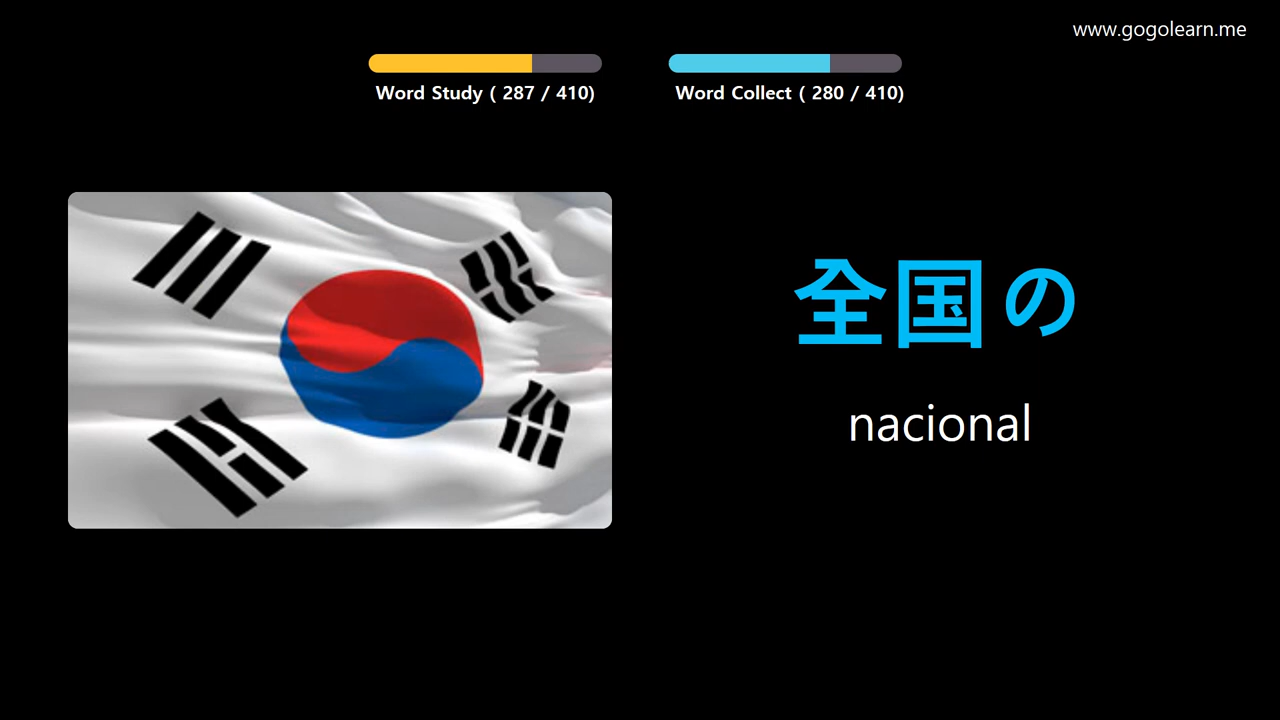 www.gogolearn.me
Word Study ( 287 / 410)
Word Collect ( 280 / 410)
全国の
nacional